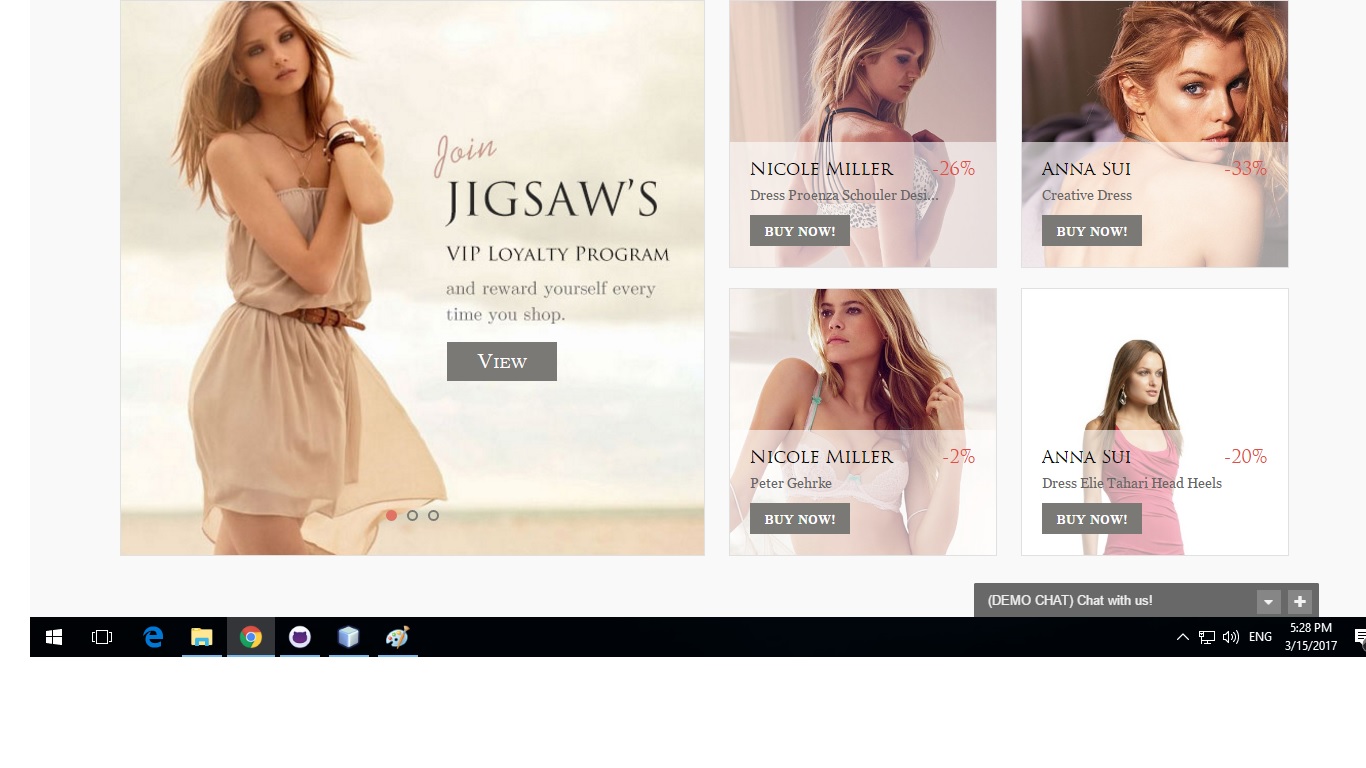 Join
JIGSAW'S
VIP Loyalty Program
and reward yourself every
time you shop.
View
Nicole Miller -26%
Dress Proenza Schouler Desi...
BUY NOW!
Anna Sui -33%
Creative Dress
BUY NOW!
Nicole Miller -2%
Peter Gehrke
BUY NOW!
Anna Sui -20%
Dress Elie Tahari Head Heels
BUY NOW!
(DEMO CHAT) Chat with us!
ENG
5:28 PM
3/15/2017